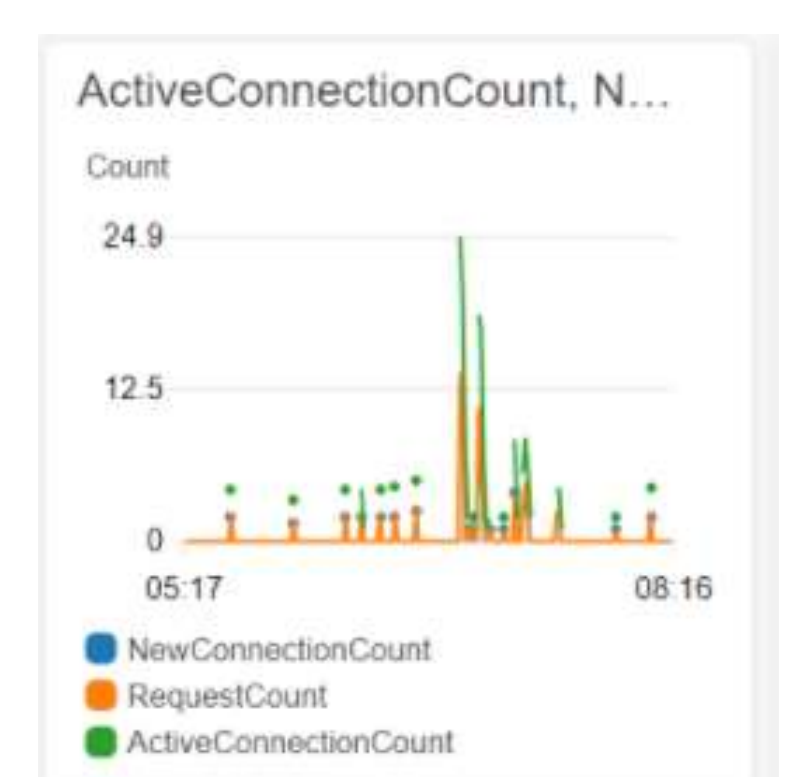 ActiveConnectionCount, N...
Count
24.9
12.5
0
05:17 08:16
NewConnectionCount
RequestCount
ActiveConnectionCount